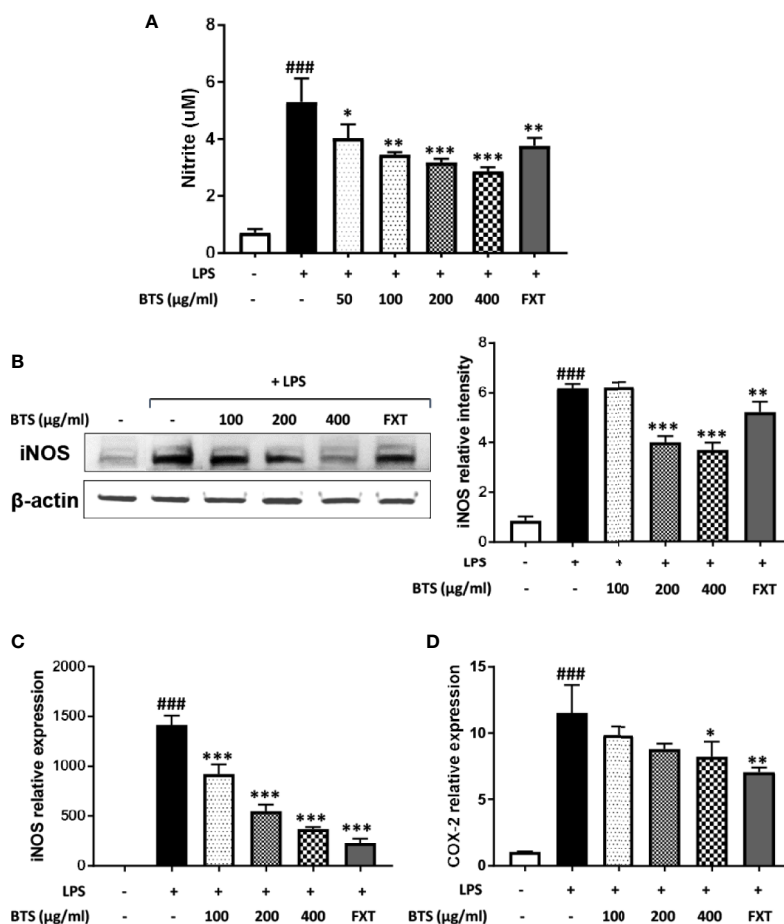 A
Nitrite (uM)
8
6
4
2
0
###
*
**
***
***
**
LPS - + + + + + +
BTS (µg/ml) - - 50 100 200 400 FXT
B
+ LPS
BTS (µg/ml) - - 100 200 400 FXT
iNOS
β-actin
iNOS relative intensity
8
6
4
2
0
###
***
***
**
LPS - + + + + +
BTS (µg/ml) - - 100 200 400 FXT
C
iNOS relative expression
2000
1500
1000
500
0
###
***
***
***
***
LPS - + + + + +
BTS (µg/ml) - - 100 200 400 FXT
D
COX-2 relative expression
15
10
5
0
###
*
**
LPS - + + + + +
BTS (µg/ml) - - 100 200 400 FXT